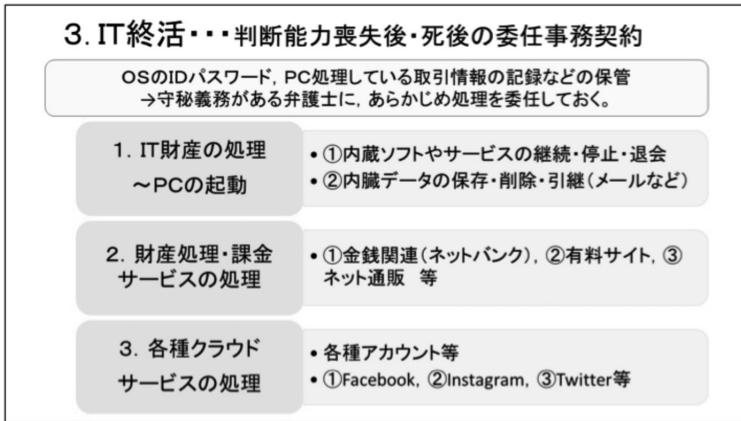 3. IT終活・・・判断能力喪失後・死後の委任事務契約
OSのIDパスワード, PC処理している取引情報の記録などの保管
→守秘義務がある弁護士に, あらかじめ処理を委任しておく。
1. IT財産の処理
～PCの起動
• ①内蔵ソフトやサービスの継続・停止・退会
• ②内臓データの保存・削除・引継(メールなど)
2. 財産処理・課金
サービスの処理
• ①金銭関連(ネットバンク), ②有料サイト, ③
ネット通販 等
3. 各種クラウド
サービスの処理
• 各種アカウント等
• ①Facebook, ②Instagram, ③Twitter等